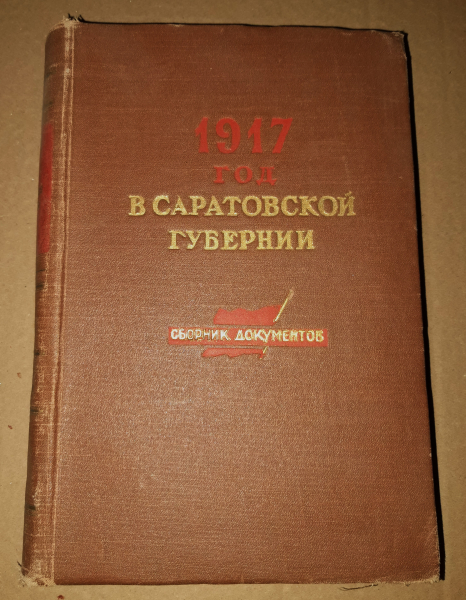 1917
ГОД
В САРАТОВСКОЙ
ГУБЕРНИИ
СБОРНИК ДОКУМЕНТОВ